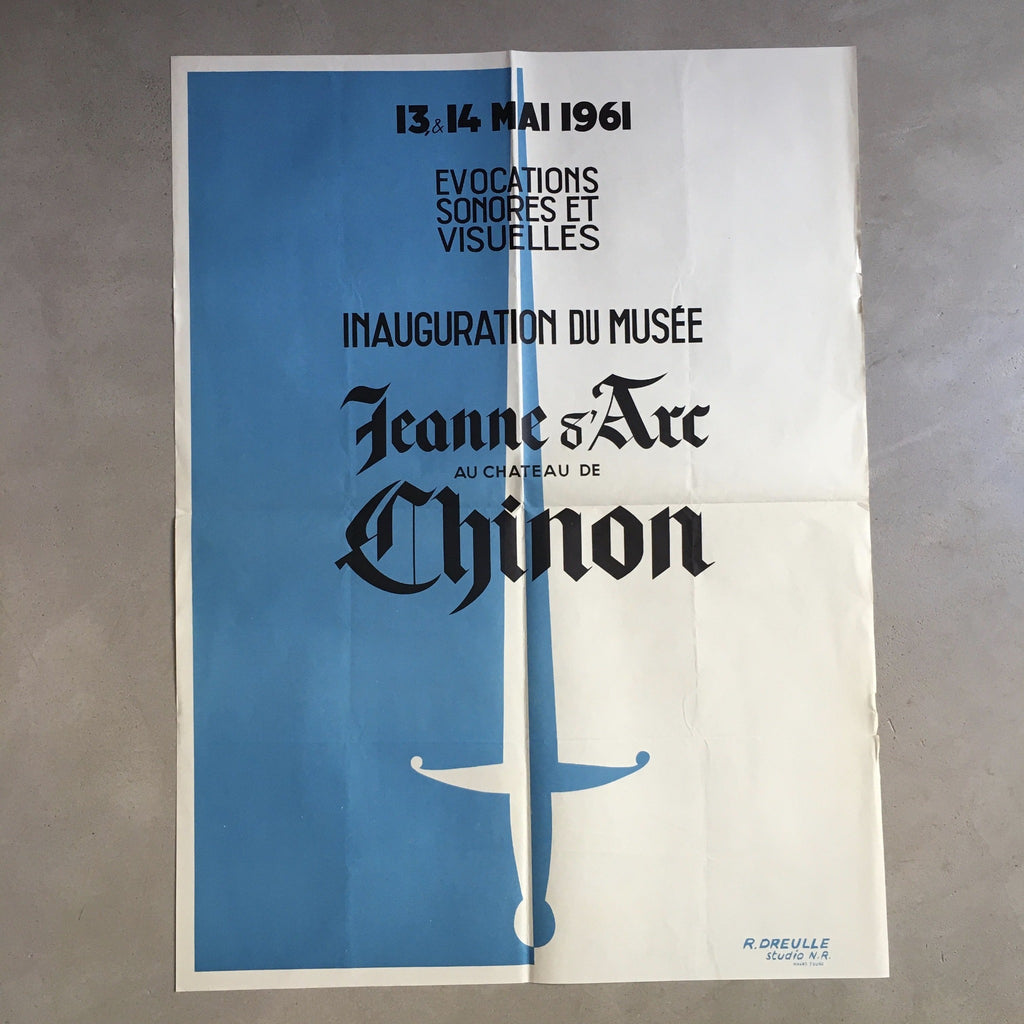 13, & 14 MAI 1961
EVOCATIONS
SONORES ET
VISUELLES
INAUGURATION DU MUSÉE
Jeanne d'Arc
AU CHATEAU DE
Chinon
R. DREULLE
studio N.R.